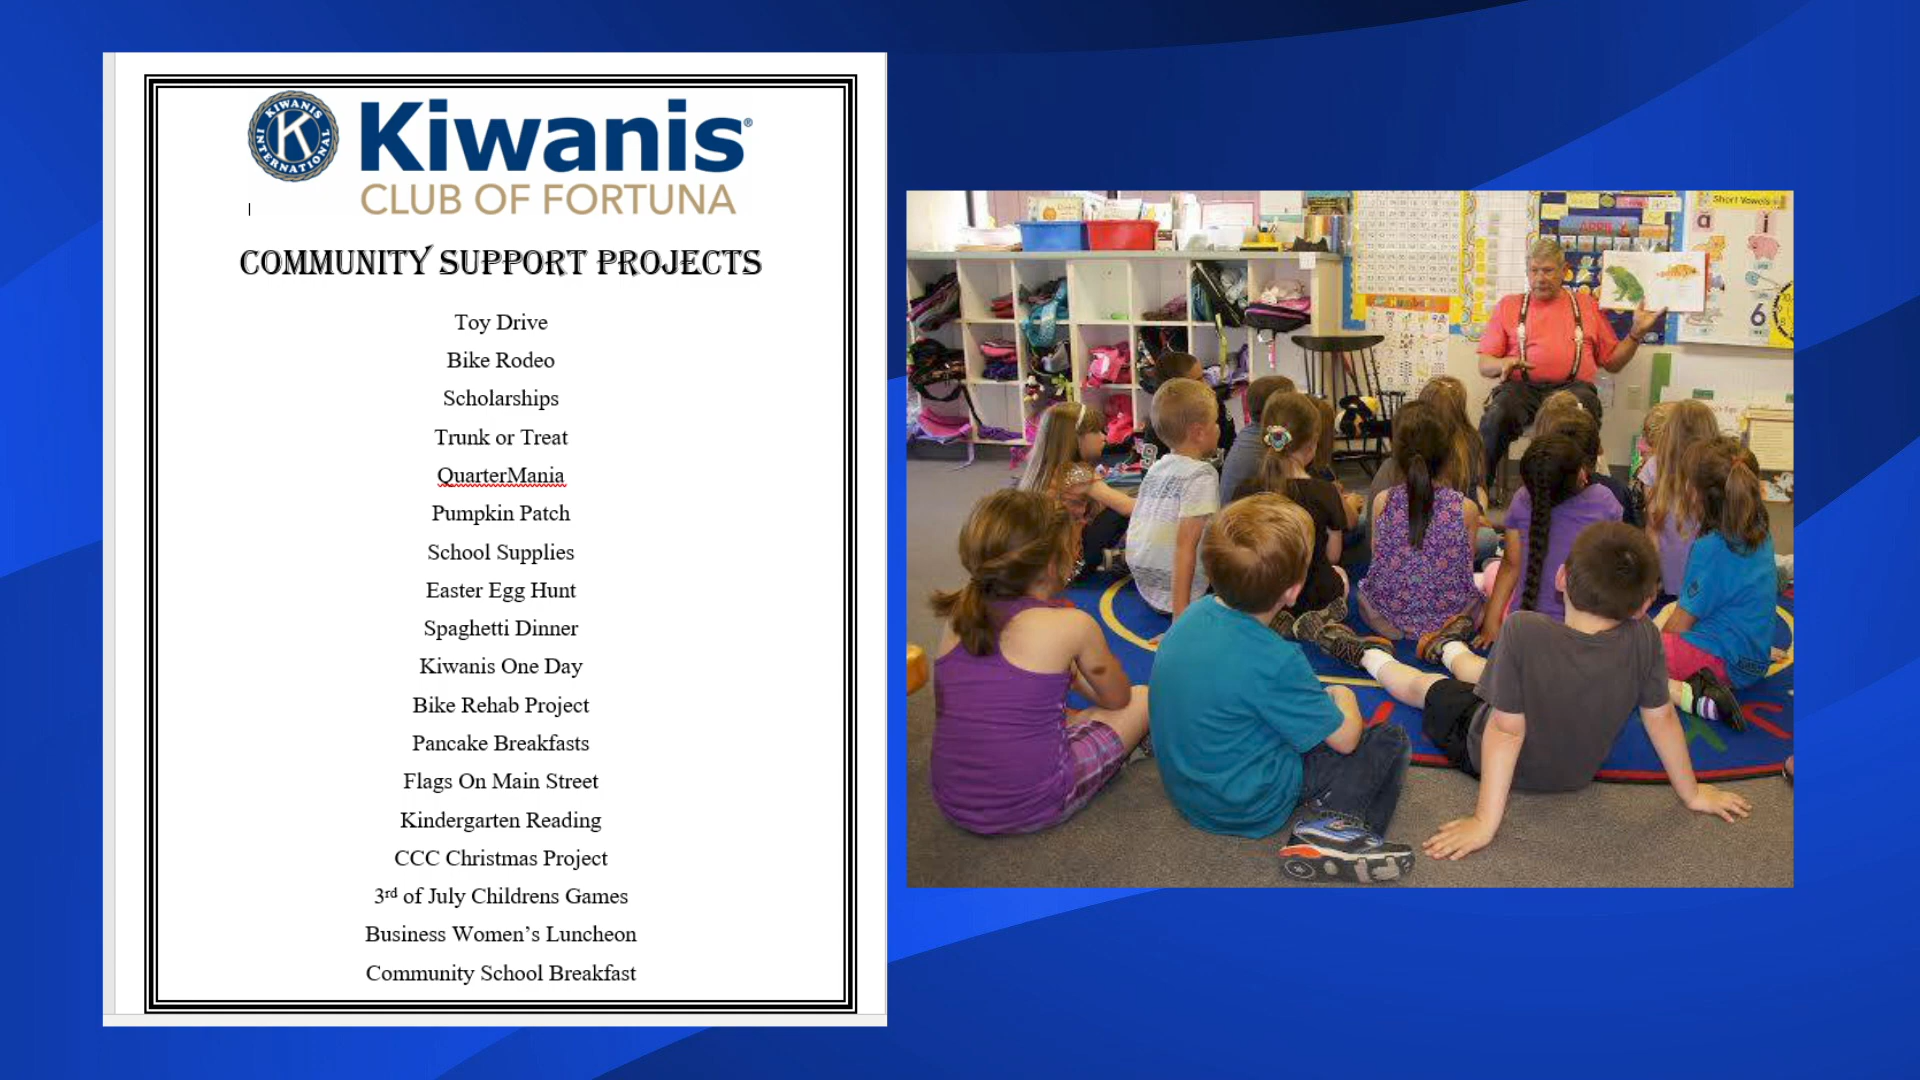 KIWANIS
K
INTERNATIONAL
Kiwanis®
CLUB OF FORTUNA
COMMUNITY SUPPORT PROJECTS
Toy Drive
Bike Rodeo
Scholarships
Trunk or Treat
QuarterMania
Pumpkin Patch
School Supplies
Easter Egg Hunt
Spaghetti Dinner
Kiwanis One Day
Bike Rehab Project
Pancake Breakfasts
Flags On Main Street
Kindergarten Reading
CCC Christmas Project
3rd of July Childrens Games
Business Women’s Luncheon
Community School Breakfast
Short Vowels
a
i
APRIL
6